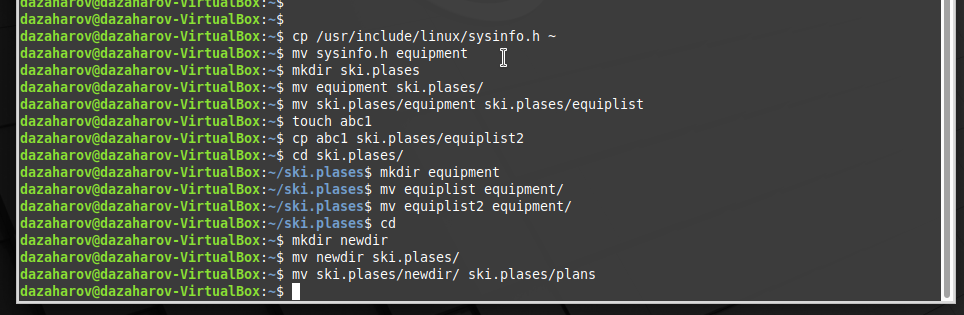 dazaharov@dazaharov-VirtualBox:~$
dazaharov@dazaharov-VirtualBox:~$
dazaharov@dazaharov-VirtualBox:~$ cp /usr/include/linux/sysinfo.h ~
dazaharov@dazaharov-VirtualBox:~$ mv sysinfo.h equipment
dazaharov@dazaharov-VirtualBox:~$ mkdir ski.plases
dazaharov@dazaharov-VirtualBox:~$ mv equipment ski.plases/
dazaharov@dazaharov-VirtualBox:~$ mv ski.plases/equipment ski.plases/equiplist
dazaharov@dazaharov-VirtualBox:~$ touch abc1
dazaharov@dazaharov-VirtualBox:~$ cp abc1 ski.plases/equiplist2
dazaharov@dazaharov-VirtualBox:~$ cd ski.plases/
dazaharov@dazaharov-VirtualBox:~/ski.plases$ mkdir equipment
dazaharov@dazaharov-VirtualBox:~/ski.plases$ mv equiplist equipment/
dazaharov@dazaharov-VirtualBox:~/ski.plases$ mv equiplist2 equipment/
dazaharov@dazaharov-VirtualBox:~/ski.plases$ cd
dazaharov@dazaharov-VirtualBox:~$ mkdir newdir
dazaharov@dazaharov-VirtualBox:~$ mv newdir ski.plases/
dazaharov@dazaharov-VirtualBox:~$ mv ski.plases/newdir/ ski.plases/plans
dazaharov@dazaharov-VirtualBox:~$